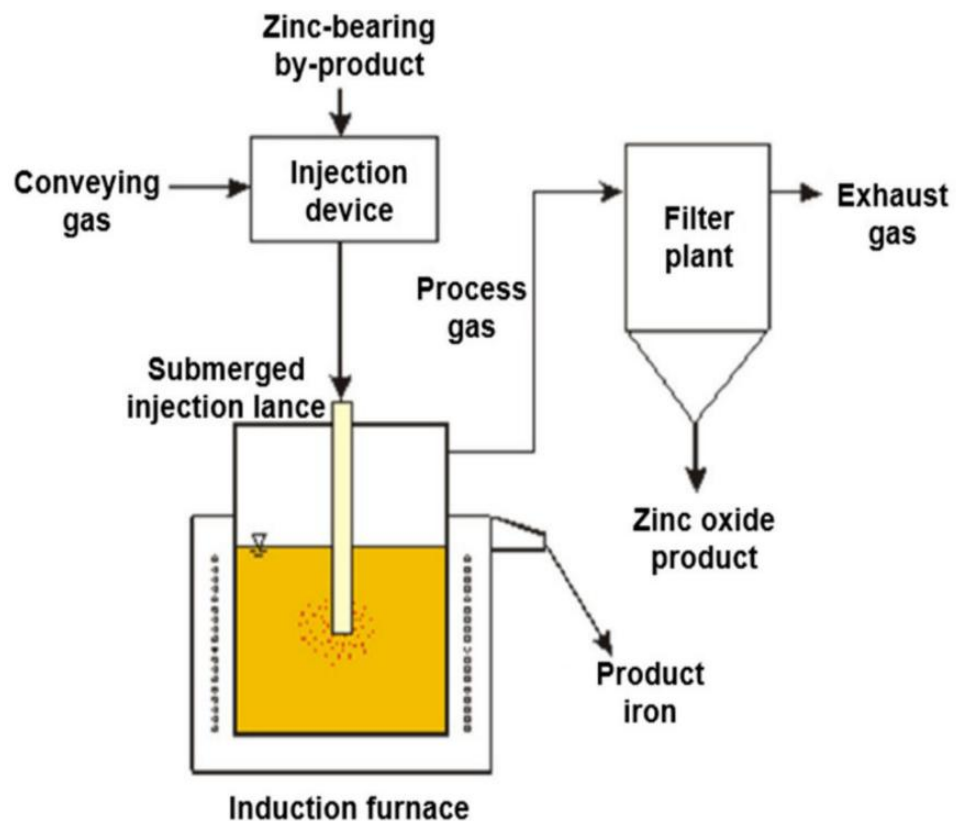 Zinc-bearing
by-product
Conveying
gas
Injection
device
Filter
plant
Exhaust
gas
Process
gas
Submerged
injection lance
Zinc oxide
product
Product
iron
Induction furnace